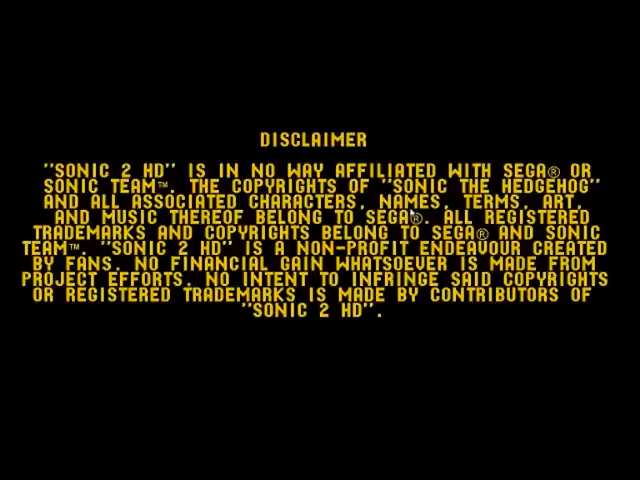 DISCLAIMER
"SONIC 2 HD" IS IN NO WAY AFFILIATED WITH SEGA® OR
SONIC TEAM™. THE COPYRIGHTS OF "SONIC THE HEDGEHOG"
AND ALL ASSOCIATED CHARACTERS, NAMES, TERMS, ART,
AND MUSIC THEREOF BELONG TO SEGA®. ALL REGISTERED
TRADEMARKS AND COPYRIGHTS BELONG TO SEGA® AND SONIC
TEAM™ "SONIC 2 HD" IS A NON-PROFIT ENDEAVOUR CREATED
BY FANS. NO FINANCIAL GAIN WHATSOEVER IS MADE FROM
PROJECT EFFORTS. NO INTENT TO INFRINGE SAID COPYRIGHTS
OR REGISTERED TRADEMARKS IS MADE BY CONTRIBUTORS OF
"SONIC 2 HD".